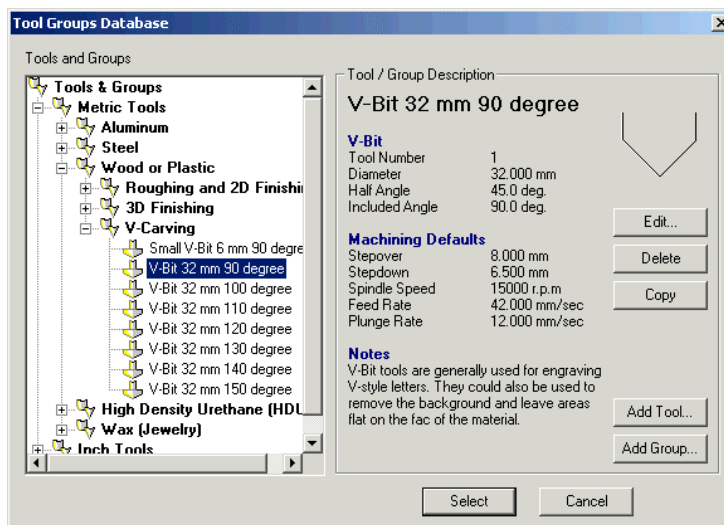 Tool Groups Database
Tools and Groups
Tools & Groups
Metric Tools
Aluminum
Steel
Wood or Plastic
Roughing and 2D Finishi
3D Finishing
V-Carving
Small V-Bit 6 mm 90 degre
V-Bit 32 mm 90 degree
V-Bit 32 mm 100 degree
V-Bit 32 mm 110 degree
V-Bit 32 mm 120 degree
V-Bit 32 mm 130 degree
V-Bit 32 mm 140 degree
V-Bit 32 mm 150 degree
High Density Urethane (HDU
Wax (Jewelry)
Inch Tools
Tool / Group Description
V-Bit 32 mm 90 degree
V-Bit
Tool Number 1
Diameter 32.000 mm
Half Angle 45.0 deg.
Included Angle 90.0 deg.
Machining Defaults
Stepover 8.000 mm
Stepdown 6.500 mm
Spindle Speed 15000 r.p.m
Feed Rate 42.000 mm/sec
Plunge Rate 12.000 mm/sec
Notes
V-Bit tools are generally used for engraving
V-style letters. They could also be used to
remove the background and leave areas
flat on the fac of the material.
Edit...
Delete
Copy
Add Tool...
Add Group...
Select
Cancel